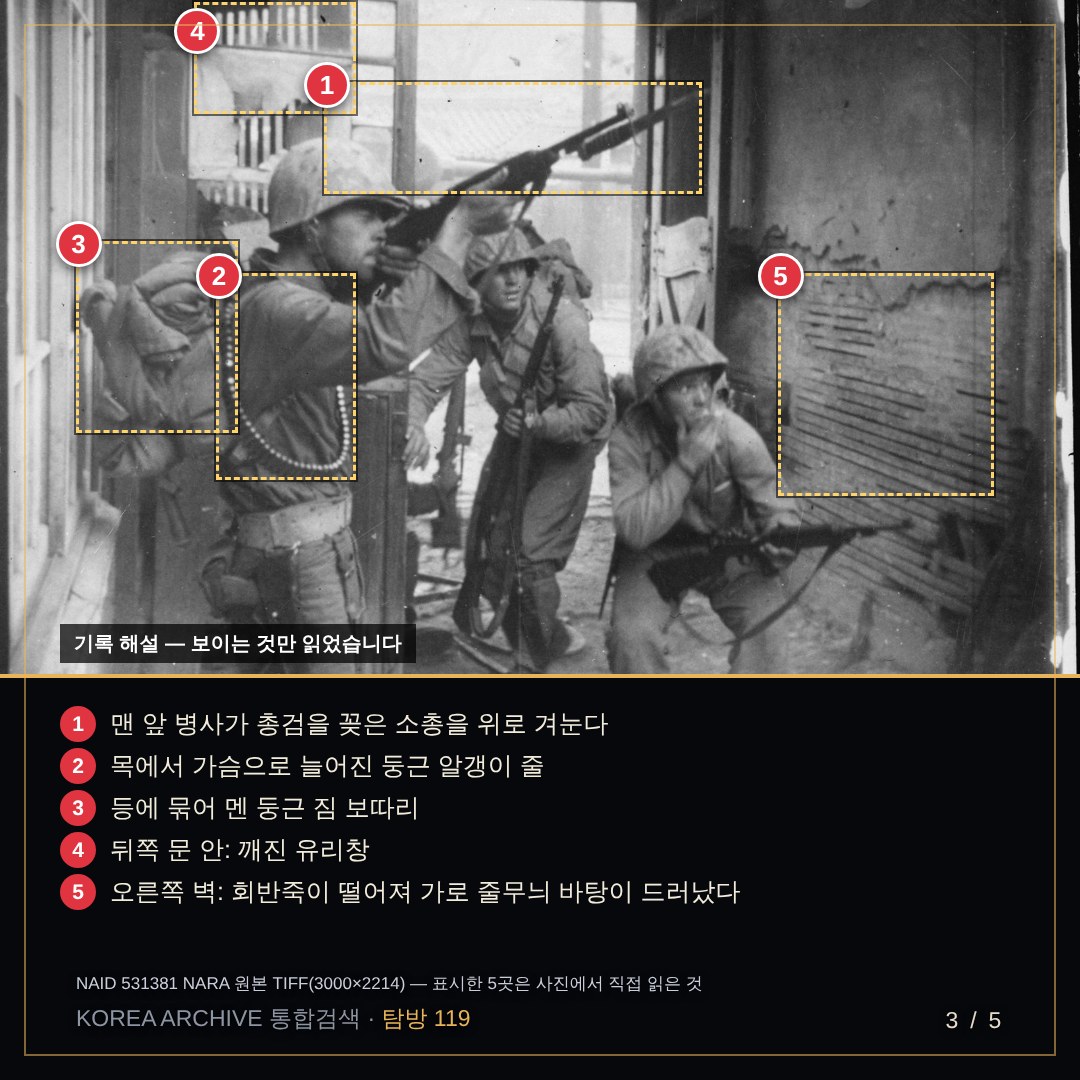 4
1
3
2
5
기록 해설 — 보이는 것만 읽었습니다
1 맨 앞 병사가 총검을 꽂은 소총을 위로 겨눈다
2 목에서 가슴으로 늘어진 둥근 알갱이 줄
3 등에 묶어 멘 둥근 짐 보따리
4 뒤쪽 문 안: 깨진 유리창
5 오른쪽 벽: 회반죽이 떨어져 가로 줄무늬 바탕이 드러났다
NAID 531381 NARA 원본 TIFF(3000×2214) — 표시한 5곳은 사진에서 직접 읽은 것
KOREA ARCHIVE 통합검색 · 탐방 119
3 / 5